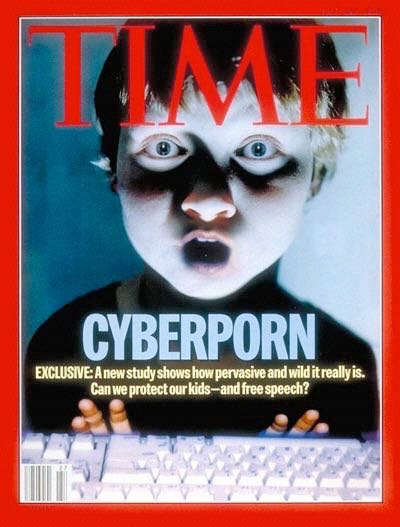 TIME
CYBERPORN
EXCLUSIVE: A new study shows how pervasive and wild it really is.
Can we protect our kids—and free speech?
27